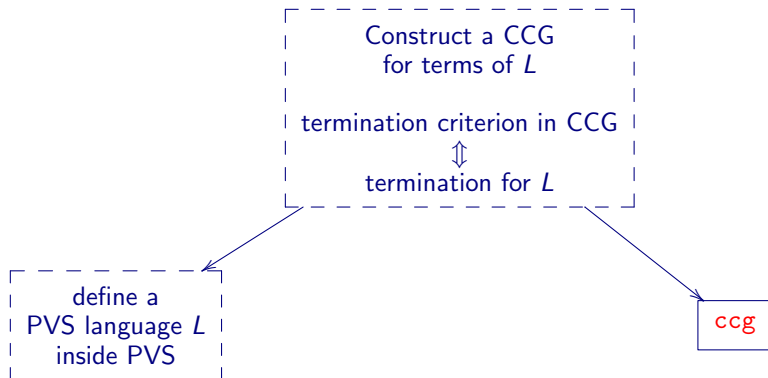 Construct a CCG
for terms of L
termination criterion in CCG
⇕
termination for L
define a
PVS language L
inside PVS
ccg